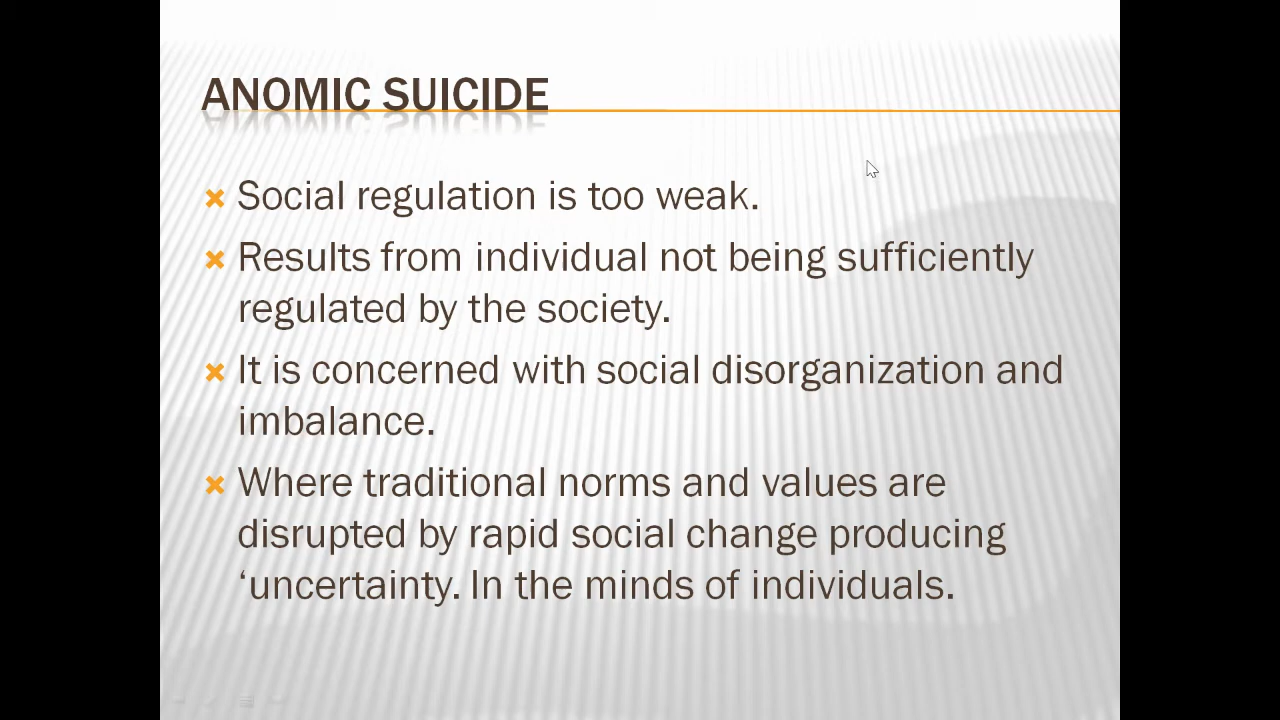 ANOMIC SUICIDE
Social regulation is too weak.
Results from individual not being sufficiently
regulated by the society.
It is concerned with social disorganization and
imbalance.
Where traditional norms and values are
disrupted by rapid social change producing
‘uncertainty. In the minds of individuals.